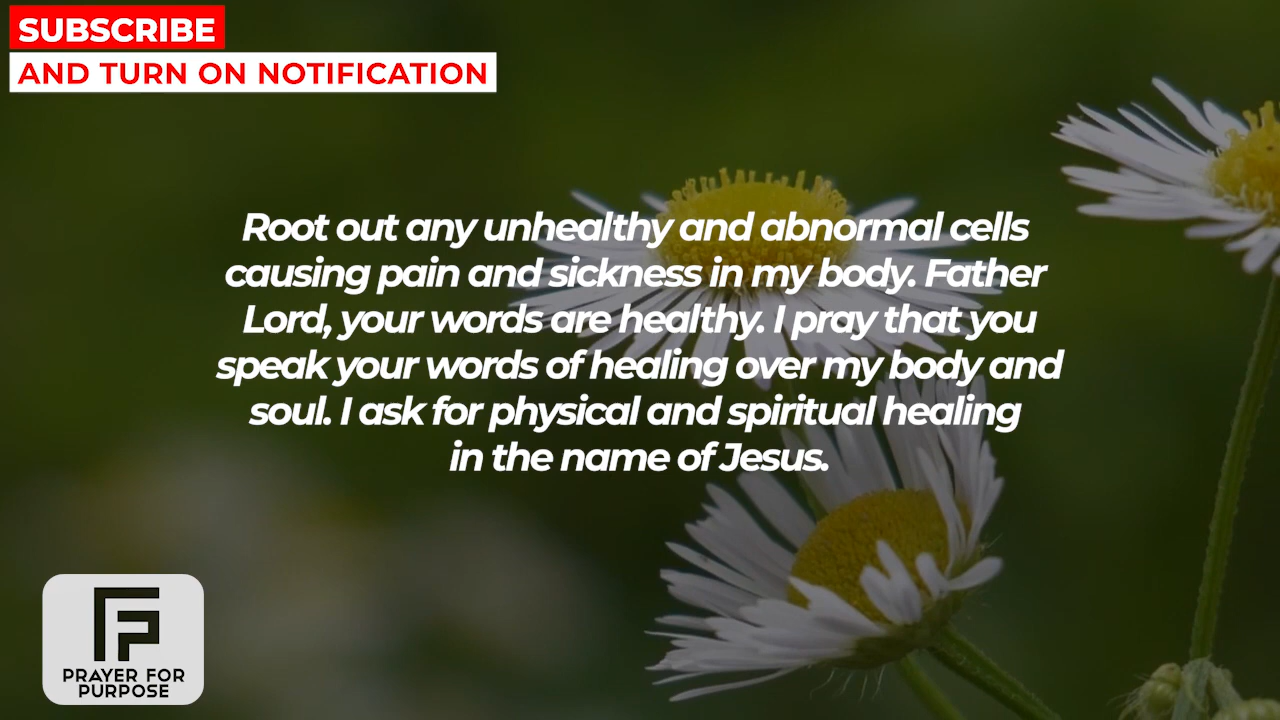 SUBSCRIBE
AND TURN ON NOTIFICATION
Root out any unhealthy and abnormal cells
causing pain and sickness in my body. Father
Lord, your words are healthy. I pray that you
speak your words of healing over my body and
soul. I ask for physical and spiritual healing
in the name of Jesus.
FP
PRAYER FOR
PURPOSE